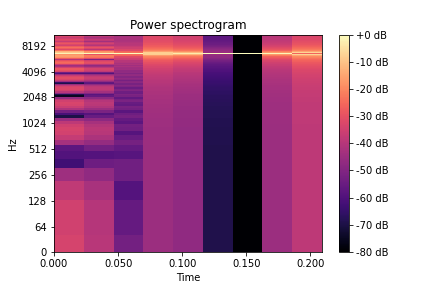 Power spectrogram
Hz
8192
4096
2048
1024
512
256
128
64
0
0.000 0.050 0.100 0.150 0.200
Time
+0 dB
-10 dB
-20 dB
-30 dB
-40 dB
-50 dB
-60 dB
-70 dB
-80 dB